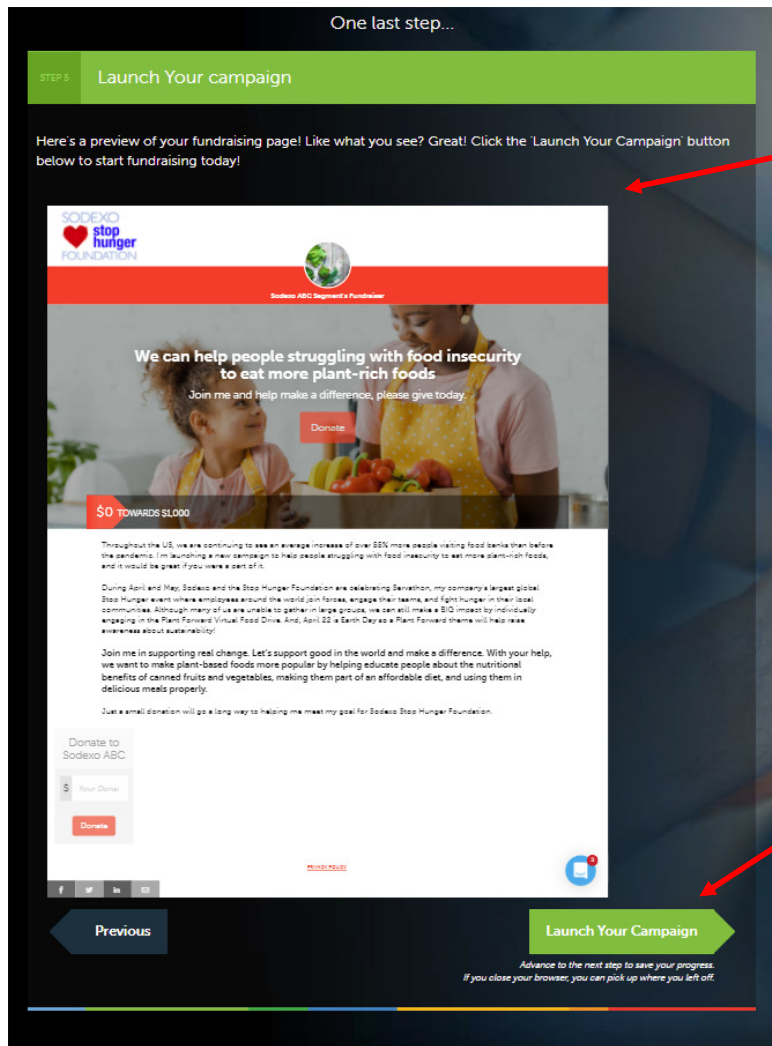 One last step...
STEP 5
Launch Your campaign
Here's a preview of your fundraising page! Like what you see? Great! Click the 'Launch Your Campaign' button
below to start fundraising today!
SODEXO
stop
hunger
FOUNDATION
Sodexo ABC Segment's Fundraiser
We can help people struggling with food insecurity
to eat more plant-rich foods
Join me and help make a difference, please give today.
Donate
$0 TOWARDS $1,000
Throughout the US, we are continuing to see an average increase of over 55% more people visiting food banks than before
the pandemic. I'm launching a new campaign to help people struggling with food insecurity to eat more plant-rich foods,
and it would be great if you were a part of it.
During April and May, Sodexo and the Stop Hunger Foundation are celebrating Servathon, my company's largest global
Stop Hunger event where employees around the world join forces, engage their teams, and fight hunger in their local
communities. Although many of us are unable to gather in large groups, we can still make a BIG impact by individually
engaging in the Plant Forward Virtual Food Drive. And, April 22 is Earth Day so a Plant Forward theme will help raise
awareness about sustainability!
Join me in supporting real change. Let's support good in the world and make a difference. With your help,
we want to make plant-based foods more popular by helping educate people about the nutritional
benefits of canned fruits and vegetables, making them part of an affordable diet, and using them in
delicious meals properly.
Just a small donation will go a long way to helping me meet my goal for Sodexo Stop Hunger Foundation.
Donate to
Sodexo ABC
$ Your Donat
Donate
PRIVACY POLICY
3
f in
Previous
Launch Your Campaign
Advance to the next step to save your progress.
If you close your browser, you can pick up where you left off.